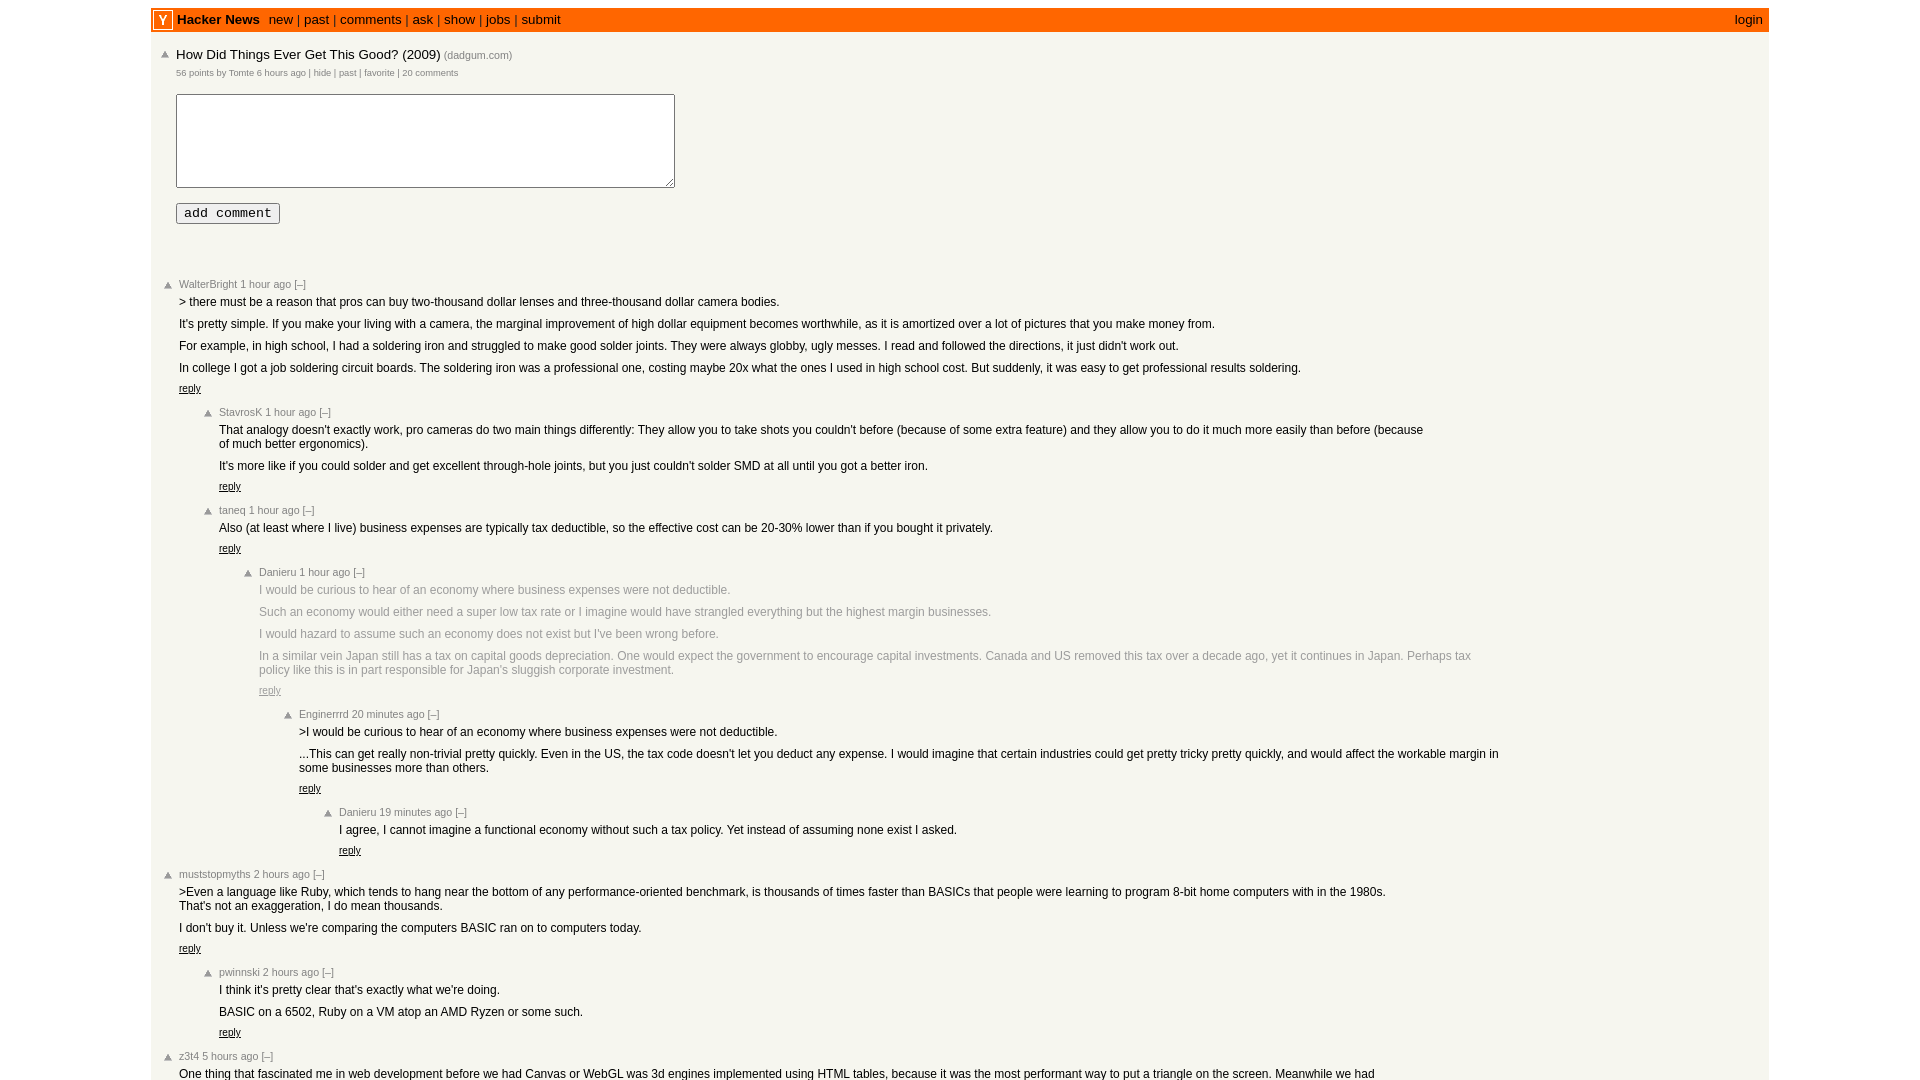 Y Hacker News new | past | comments | ask | show | jobs | submit login
How Did Things Ever Get This Good? (2009) (dadgum.com)
56 points by Tomte 6 hours ago | hide | past | favorite | 20 comments
add comment
WalterBright 1 hour ago [–]
> there must be a reason that pros can buy two-thousand dollar lenses and three-thousand dollar camera bodies.
It's pretty simple. If you make your living with a camera, the marginal improvement of high dollar equipment becomes worthwhile, as it is amortized over a lot of pictures that you make money from.
For example, in high school, I had a soldering iron and struggled to make good solder joints. They were always globby, ugly messes. I read and followed the directions, it just didn't work out.
In college I got a job soldering circuit boards. The soldering iron was a professional one, costing maybe 20x what the ones I used in high school cost. But suddenly, it was easy to get professional results soldering.
reply
StavrosK 1 hour ago [–]
That analogy doesn't exactly work, pro cameras do two main things differently: They allow you to take shots you couldn't before (because of some extra feature) and they allow you to do it much more easily than before (because
of much better ergonomics).
It's more like if you could solder and get excellent through-hole joints, but you just couldn't solder SMD at all until you got a better iron.
reply
taneq 1 hour ago [–]
Also (at least where I live) business expenses are typically tax deductible, so the effective cost can be 20-30% lower than if you bought it privately.
reply
Danieru 1 hour ago [–]
I would be curious to hear of an economy where business expenses were not deductible.
Such an economy would either need a super low tax rate or I imagine would have strangled everything but the highest margin businesses.
I would hazard to assume such an economy does not exist but I've been wrong before.
In a similar vein Japan still has a tax on capital goods depreciation. One would expect the government to encourage capital investments. Canada and US removed this tax over a decade ago, yet it continues in Japan. Perhaps tax
policy like this is in part responsible for Japan's sluggish corporate investment.
reply
Enginerrrd 20 minutes ago [–]
>I would be curious to hear of an economy where business expenses were not deductible.
...This can get really non-trivial pretty quickly. Even in the US, the tax code doesn't let you deduct any expense. I would imagine that certain industries could get pretty tricky pretty quickly, and would affect the workable margin in
some businesses more than others.
reply
Danieru 19 minutes ago [–]
I agree, I cannot imagine a functional economy without such a tax policy. Yet instead of assuming none exist I asked.
reply
muststopmyths 2 hours ago [–]
>Even a language like Ruby, which tends to hang near the bottom of any performance-oriented benchmark, is thousands of times faster than BASICs that people were learning to program 8-bit home computers with in the 1980s.
That's not an exaggeration, I do mean thousands.
I don't buy it. Unless we're comparing the computers BASIC ran on to computers today.
reply
pwinnski 2 hours ago [–]
I think it's pretty clear that's exactly what we're doing.
BASIC on a 6502, Ruby on a VM atop an AMD Ryzen or some such.
reply
z3t4 5 hours ago [–]
One thing that fascinated me in web development before we had Canvas or WebGL was 3d engines implemented using HTML tables, because it was the most performant way to put a triangle on the screen. Meanwhile we had